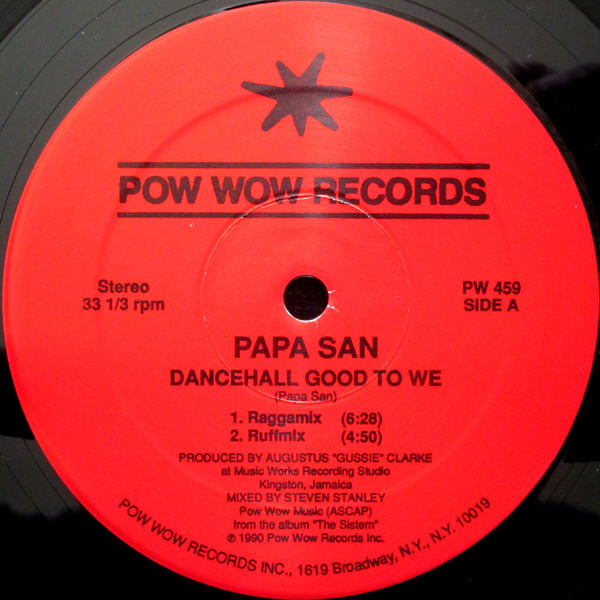 POW WOW RECORDS
Stereo
33 1/3 rpm
PW 459
SIDE A
PAPA SAN
DANCEHALL GOOD TO WE
(Papa San)
1. Raggamix (6:28)
2. Ruffmix (4:50)
PRODUCED BY AUGUSTUS "GUSSIE" CLARKE
at Music Works Recording Studio
Kingston, Jamaica
MIXED BY STEVEN STANLEY
Pow Wow Music (ASCAP)
from the album "The Sistem"
℗ 1990 Pow Wow Records Inc.
POW WOW RECORDS INC., 1619 Broadway, N.Y., N.Y. 10019